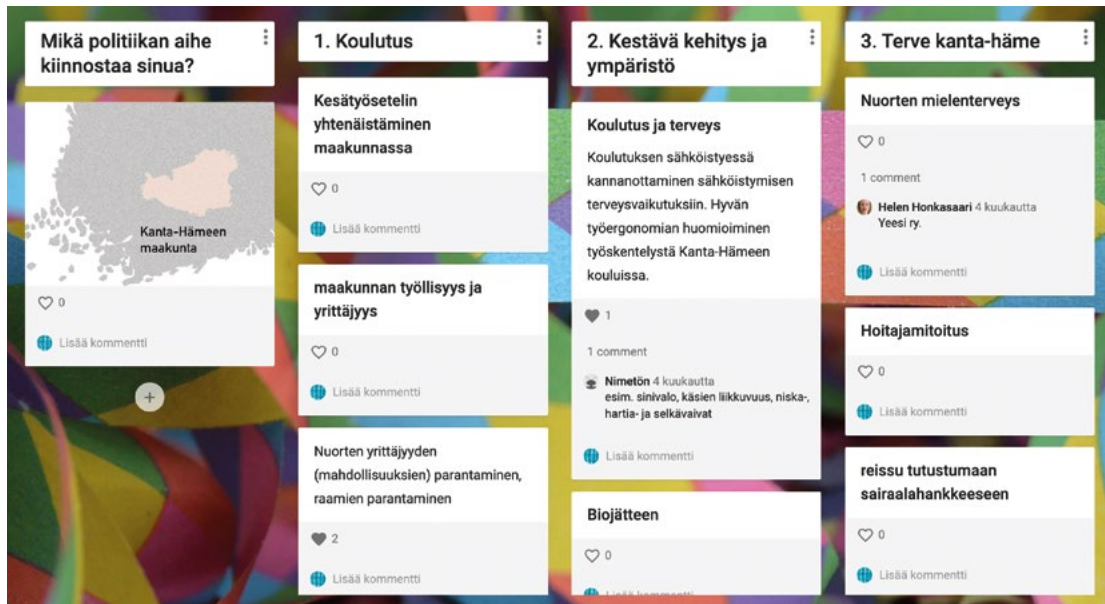 Mikä politiikan aihe
kiinnostaa sinua?
Kanta-Hämeen
maakunta
0
Lisää kommentti
1. Koulutus
Kesätyösetelin
yhtenäistäminen
maakunnassa
0
Lisää kommentti
maakunnan työllisyys ja
yrittäjyys
0
Lisää kommentti
Nuorten yrittäjyyden
(mahdollisuuksien) parantaminen,
raamien parantaminen
2
Lisää kommentti
2. Kestävä kehitys ja
ympäristö
Koulutus ja terveys
Koulutuksen sähköistyessä
kannanottaminen sähköistymisen
terveysvaikutuksiin. Hyvän
työergonomian huomioiminen
työskentelystä Kanta-Hämeen
kouluissa.
1
1 comment
Nimetön 4 kuukautta
esim. sinivalo, käsien liikkuvuus, niska-,
hartia- ja selkävaivat
Lisää kommentti
Biojätteen
0
Lisää kommentti
3. Terve kanta-häme
Nuorten mielenterveys
0
1 comment
Helen Honkasaari 4 kuukautta
Yeesi ry.
Lisää kommentti
Hoitajamitoitus
0
Lisää kommentti
reissu tutustumaan
sairaalahankkeeseen
0
Lisää kommentti